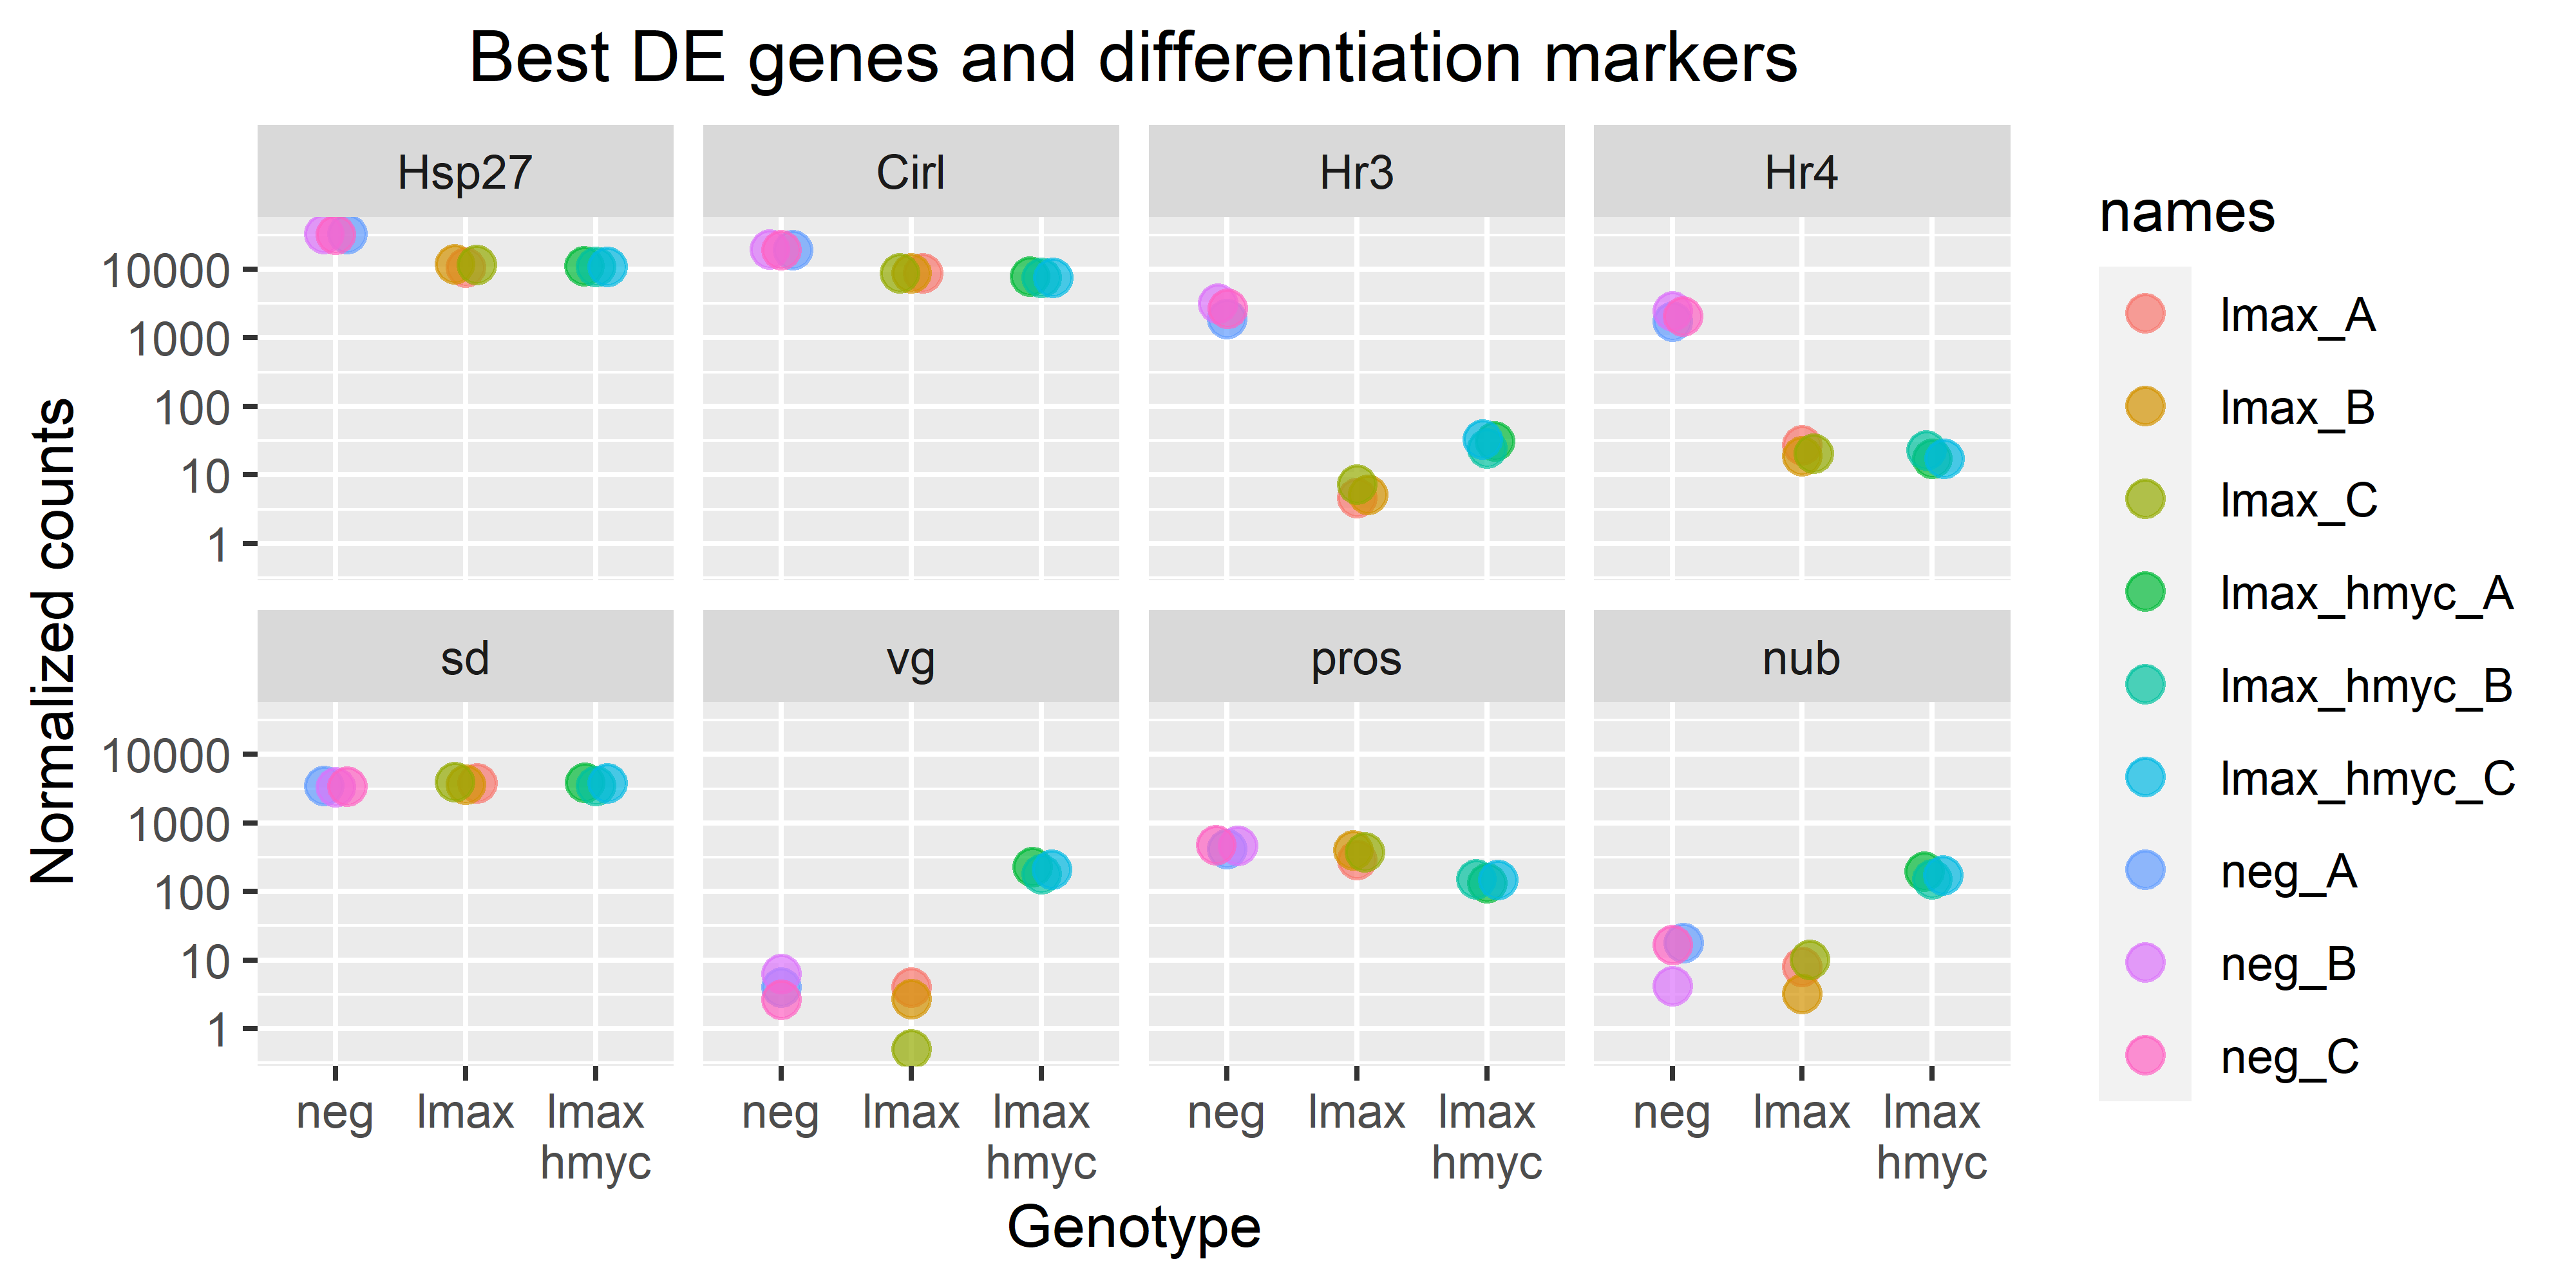 Best DE genes and differentiation markers
Hsp27 Cirl Hr3 Hr4
10000
1000
100
10
1
sd vg pros nub
10000
1000
100
10
1
neg lmax lmax hmyc neg lmax lmax hmyc neg lmax lmax hmyc neg lmax lmax hmyc
Genotype
Normalized counts
names
lmax_A
lmax_B
lmax_C
lmax_hmyc_A
lmax_hmyc_B
lmax_hmyc_C
neg_A
neg_B
neg_C